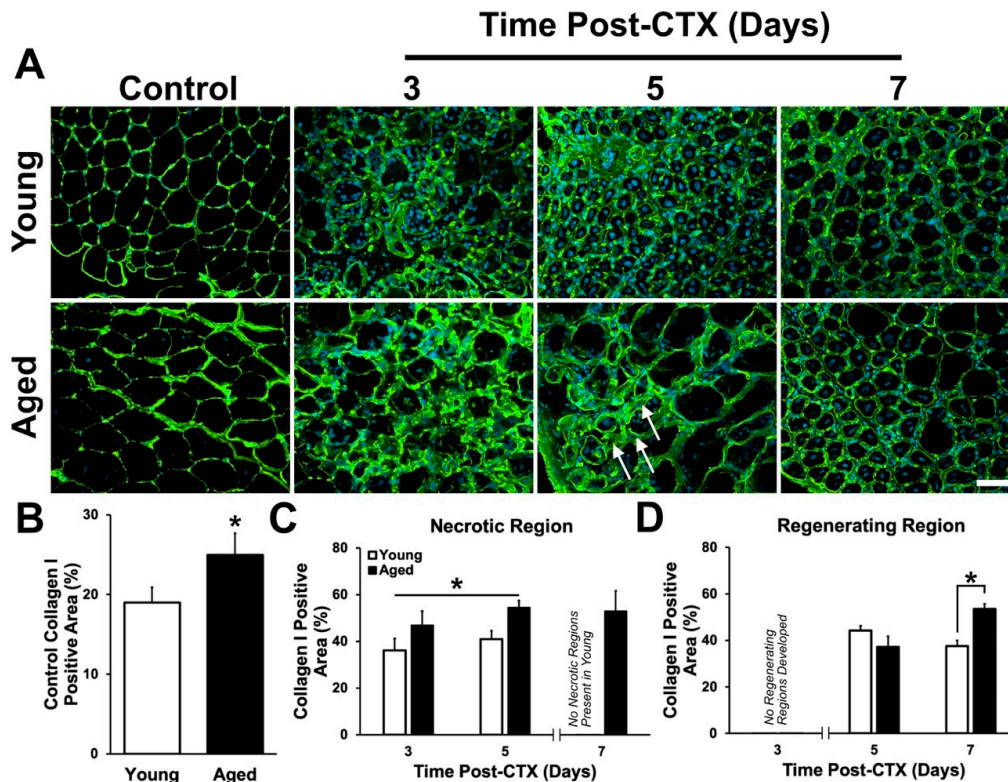 Time Post-CTX (Days)
A
Control
3
5
7
Young
Aged
B
Control Collagen I
Positive Area (%)
30
20
10
0
*
Young
Aged
C
Necrotic Region
Collagen I Positive
Area (%)
80
60
40
20
0
Young
Aged
*
No Necrotic Regions
Present in Young
3
5
7
Time Post-CTX (Days)
D
Regenerating Region
Collagen I Positive
Area (%)
80
60
40
20
0
No Regenerating
Regions Developed
*
3
5
7
Time Post-CTX (Days)